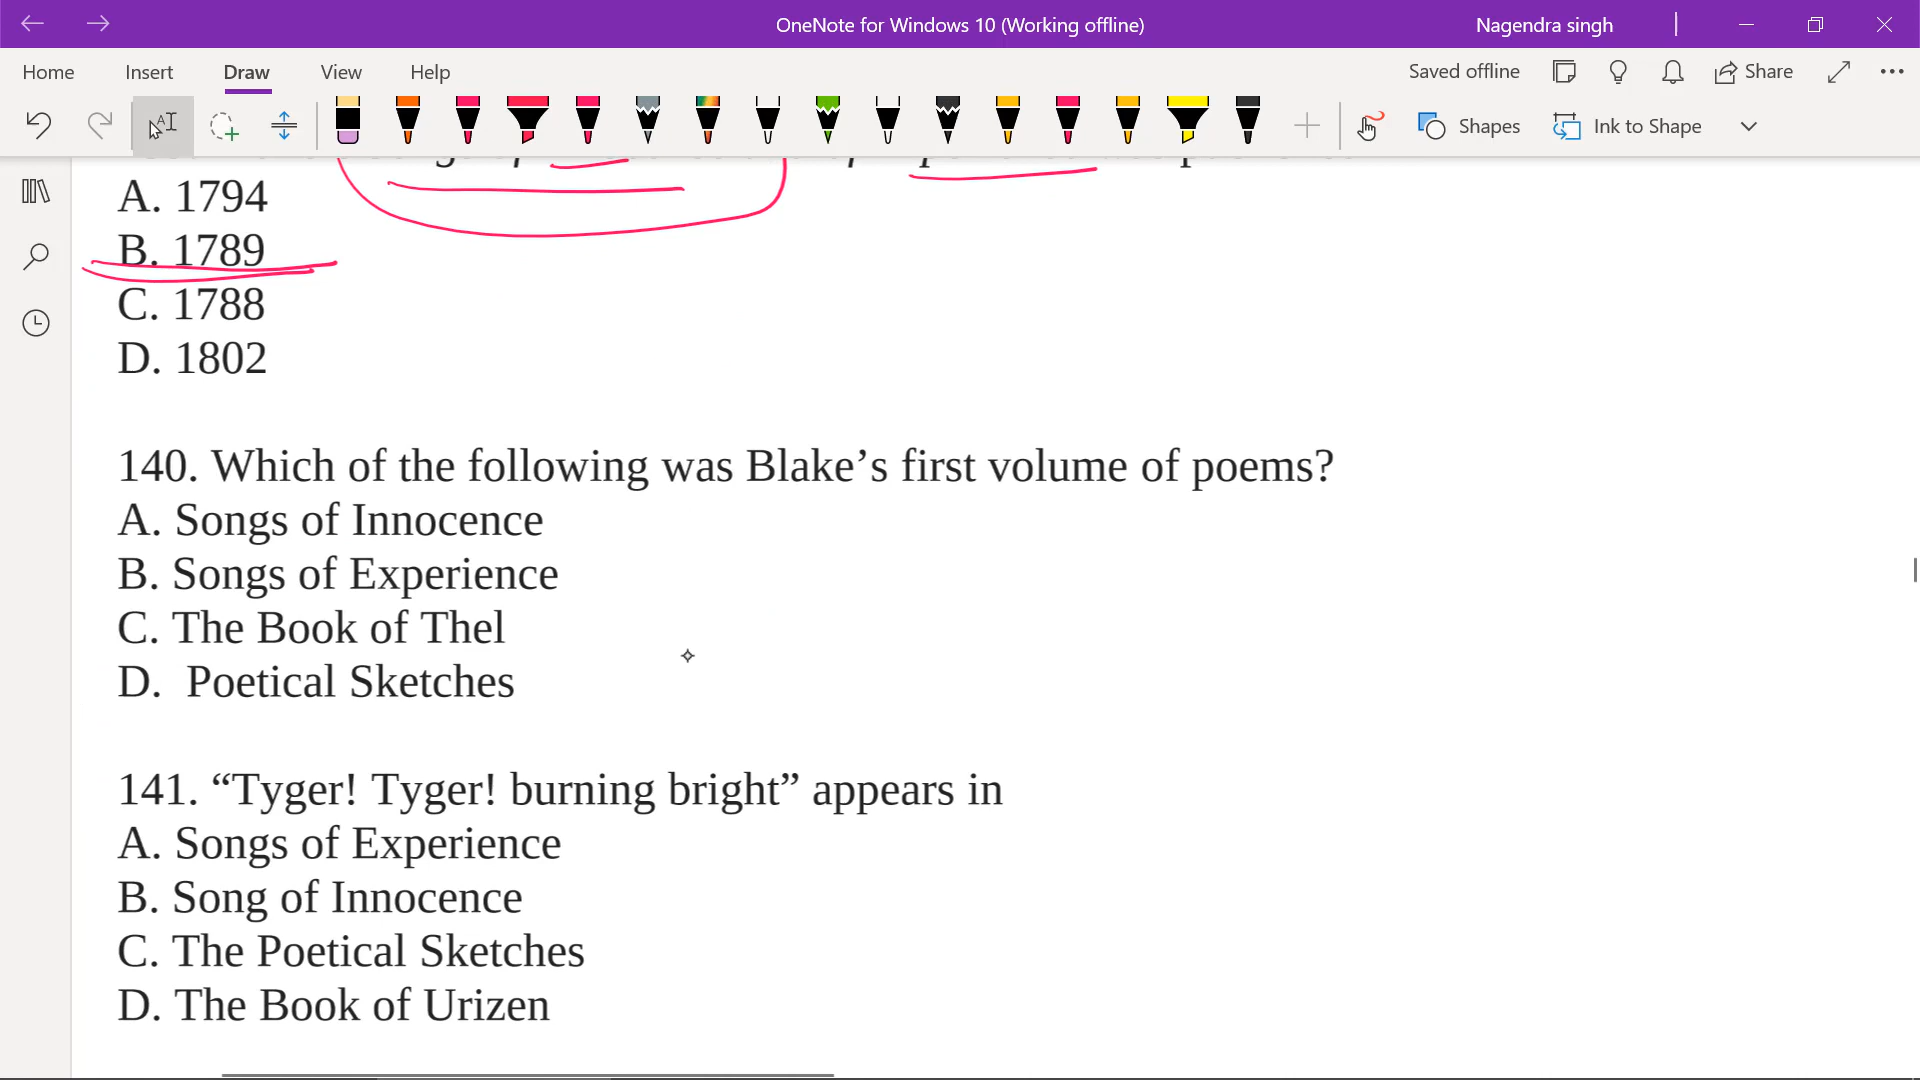 OneNote for Windows 10 (Working offline)
Nagendra singh
Home Insert Draw View Help
Saved offline
Share
Shapes
Ink to Shape
A. 1794
B. 1789
C. 1788
D. 1802
140. Which of the following was Blake’s first volume of poems?
A. Songs of Innocence
B. Songs of Experience
C. The Book of Thel
D. Poetical Sketches
141. “Tyger! Tyger! burning bright” appears in
A. Songs of Experience
B. Song of Innocence
C. The Poetical Sketches
D. The Book of Urizen